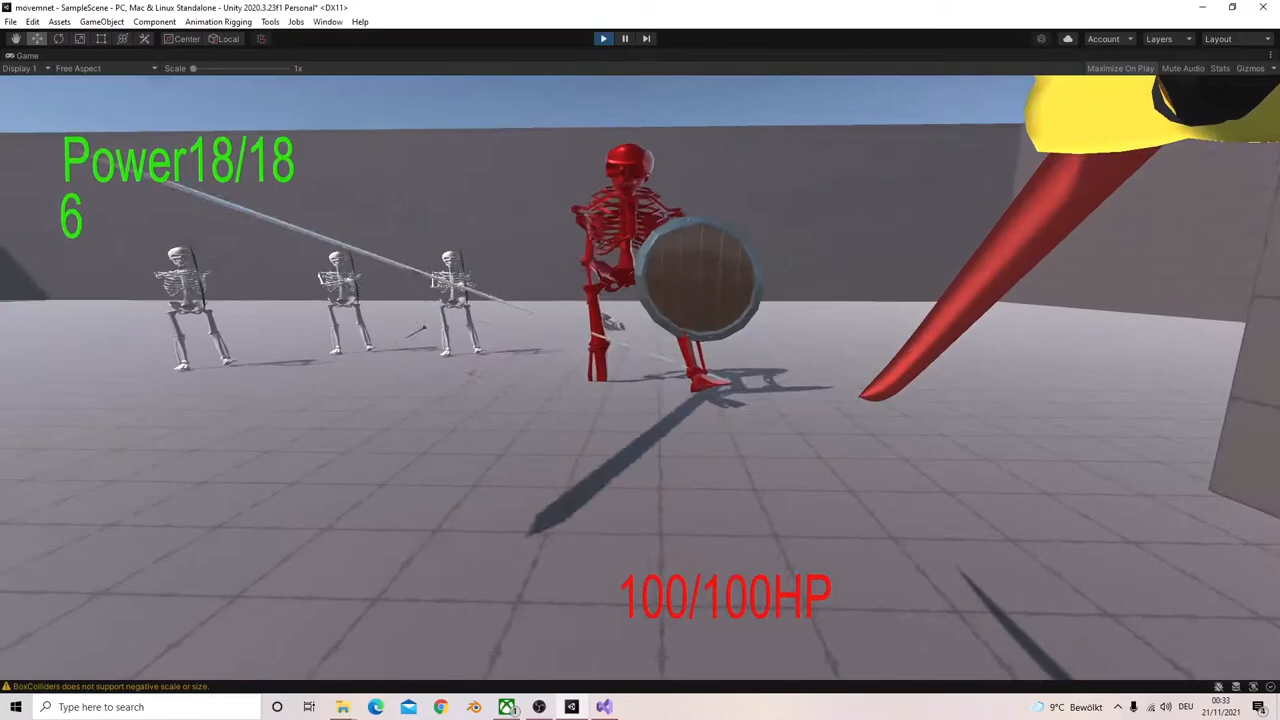 movemnet - SampleScene - PC, Mac & Linux Standalone - Unity 2020.3.23f1 Personal* <DX11>
File Edit Assets GameObject Component Animation Rigging Tools Jobs Window Help
Center Local Account Layers Layout
Game
Display 1 Free Aspect Scale 1x Maximize On Play Mute Audio Stats Gizmos
Power18/18
6
100/100HP
BoxColliders does not support negative scale or size.
Type here to search 9°C Bewölkt DEU 00:33
21/11/2021